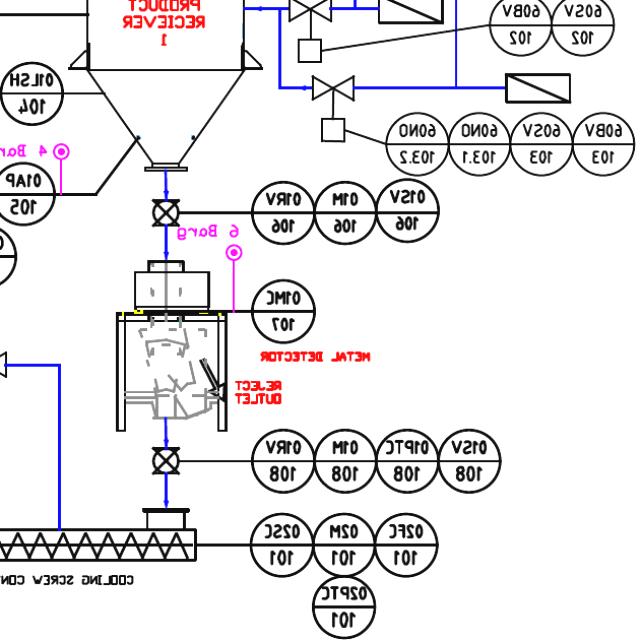 PRODUCT
RECIEVER
1
60BV
102
60SV
102
01LSH
104
60NO
103.2
60NO
103.1
60SV
103
60BV
103
4 Bar
01AP
105
01RV
106
01M
106
01SV
106
6 Barg
01MC
107
METAL DETECTOR
REJECT
OUTLET
01RV
108
01M
108
01PTC
108
01SV
108
02SC
101
02M
101
02FC
101
COOLING SCREW
02PTC
101